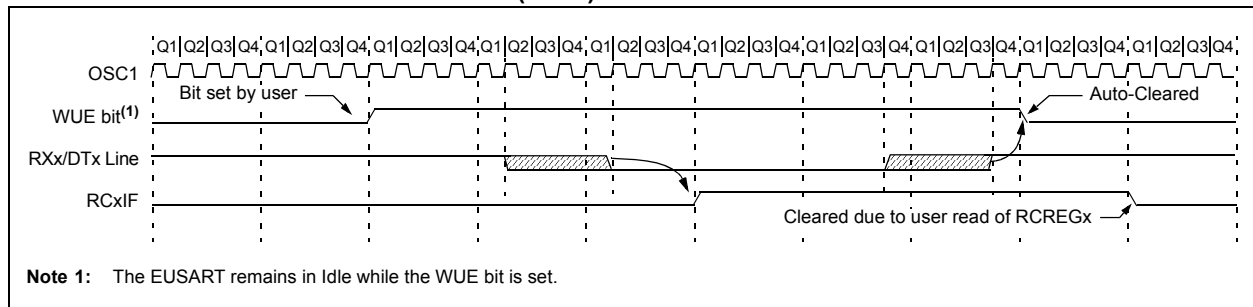 Q1 Q2 Q3 Q4 Q1 Q2 Q3 Q4 Q1 Q2 Q3 Q4 Q1 Q2 Q3 Q4 Q1 Q2 Q3 Q4 Q1 Q2 Q3 Q4 Q1 Q2 Q3 Q4 Q1 Q2 Q3 Q4 Q1 Q2 Q3 Q4 Q1 Q2 Q3 Q4
OSC1
Bit set by user
Auto-Cleared
WUE bit(1)
RXx/DTx Line
RCxIF
Cleared due to user read of RCREGx
Note 1: The EUSART remains in Idle while the WUE bit is set.